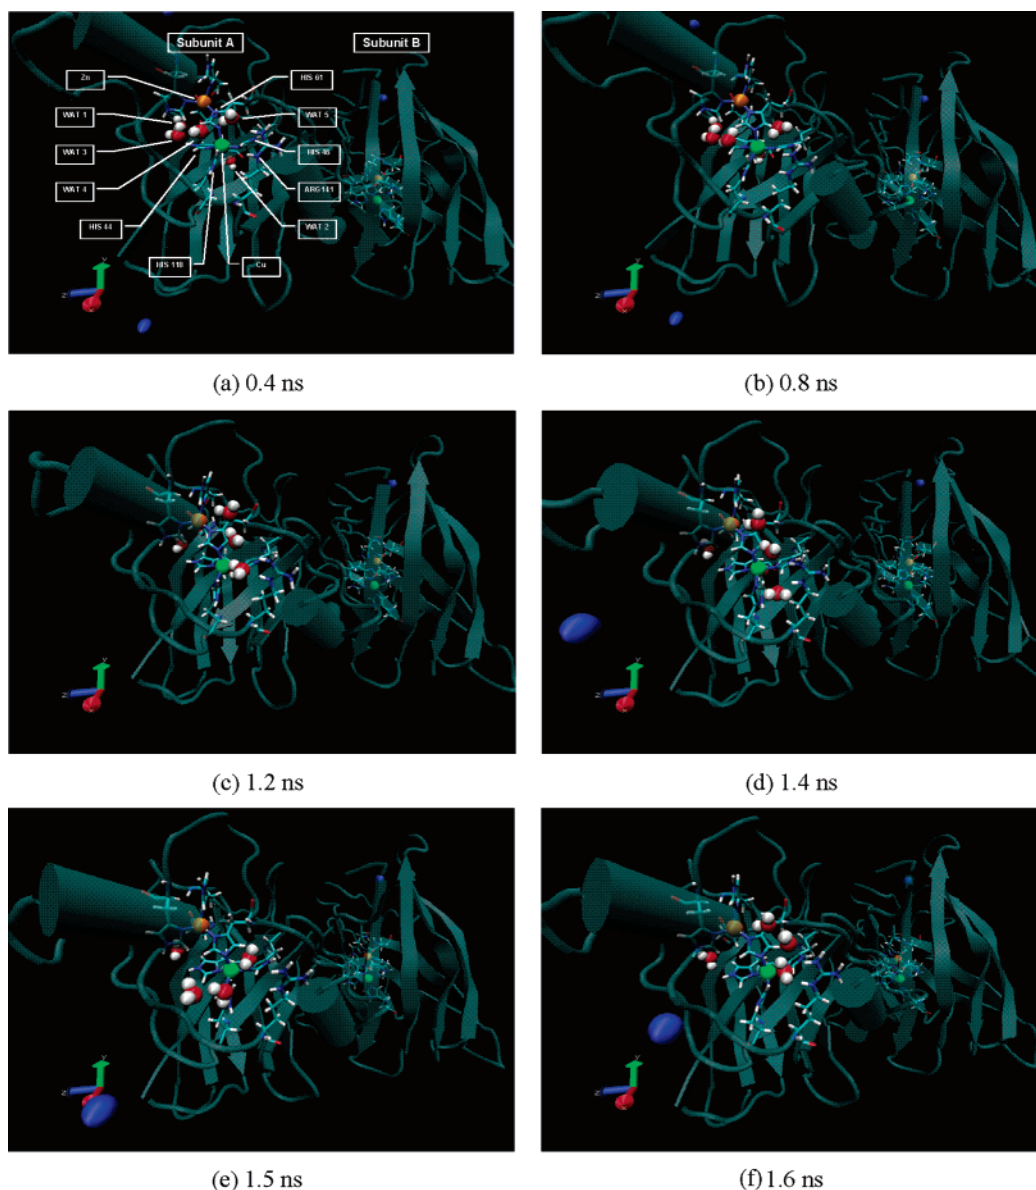 Subunit A Subunit B
Zn HIS 61
WAT 1 WAT 5
WAT 3 HIS 46
WAT 4 ARG 141
HIS 44 WAT 2
HIS 118 Cu
Y
Z
X
(a) 0.4 ns
Y
Z
X
(b) 0.8 ns
Y
Z
X
(c) 1.2 ns
Y
Z
X
(d) 1.4 ns
Y
Z
(e) 1.5 ns
Y
Z
X
(f) 1.6 ns